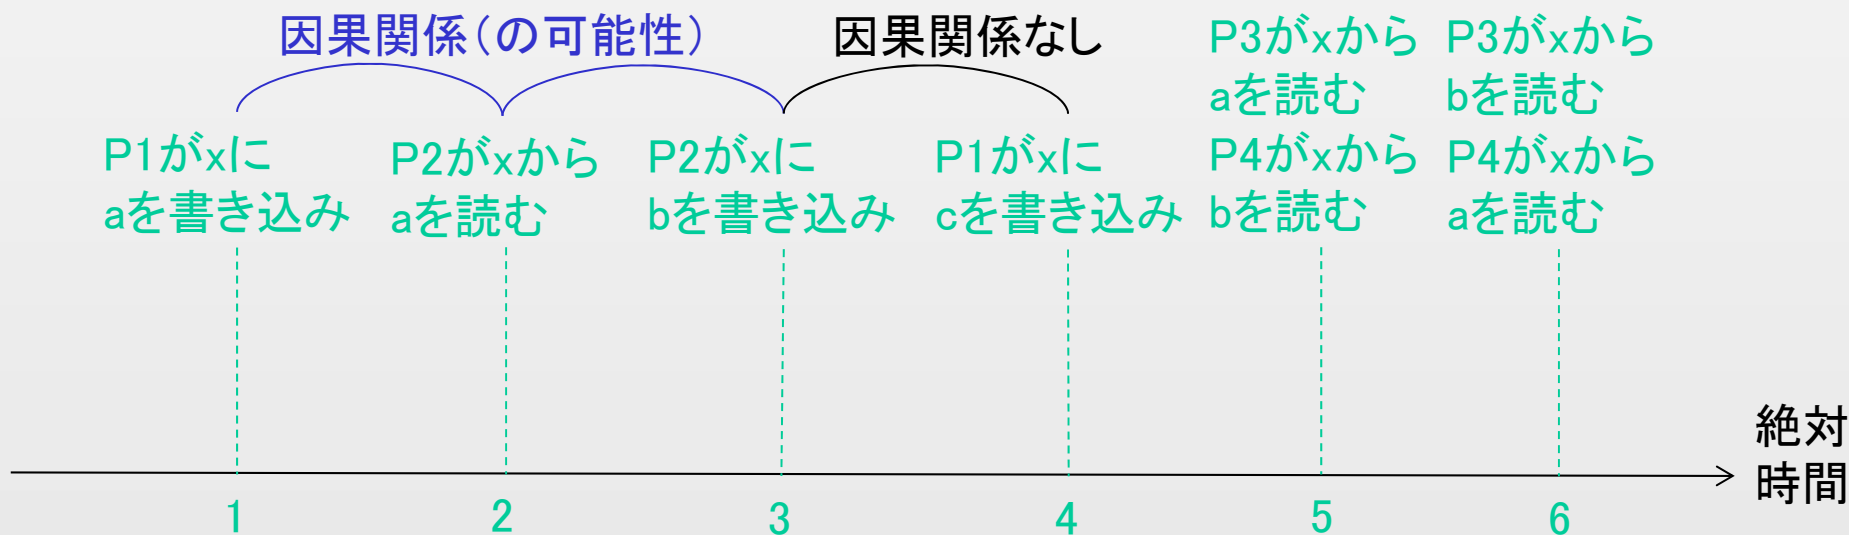 因果関係(の可能性)
因果関係なし
P1がxに
aを書き込み
P2がxから
aを読む
P2がxに
bを書き込み
P1がxに
cを書き込み
P3がxから
aを読む
P4がxから
bを読む
P3がxから
bを読む
P4がxから
aを読む
絶対
時間
1
2
3
4
5
6